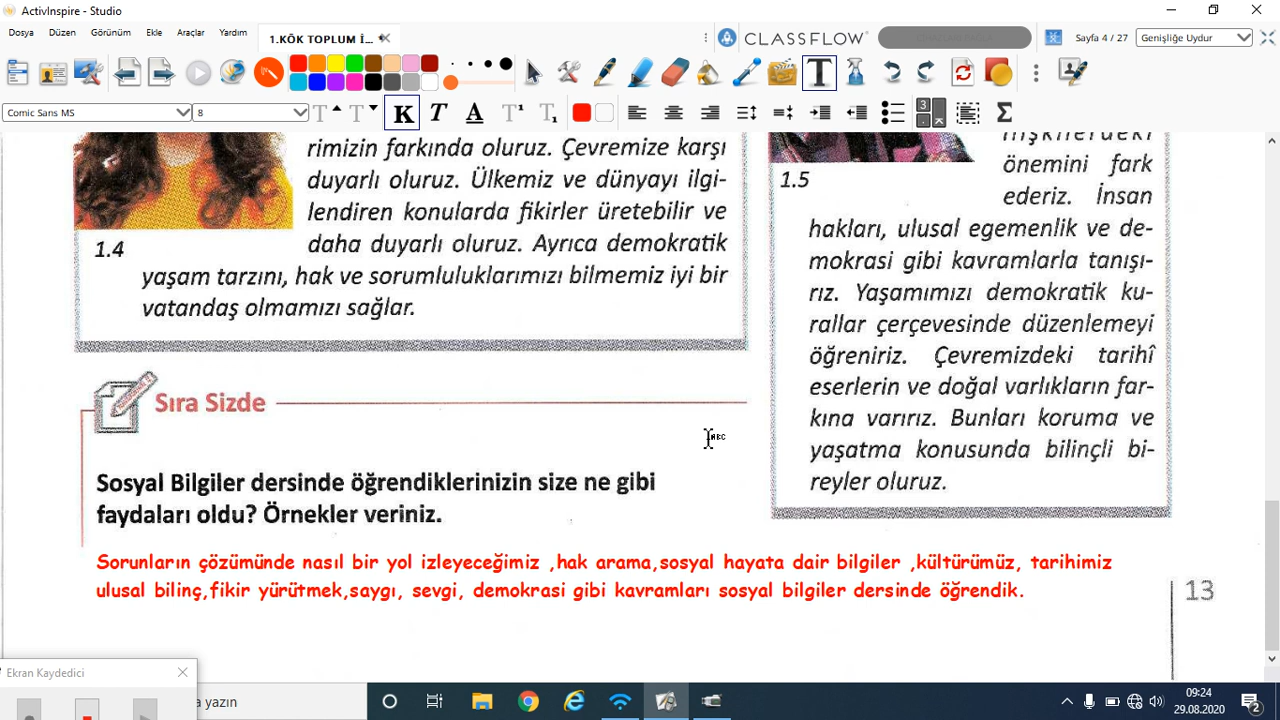 ActivInspire - Studio
Dosya Düzen Görünüm Ekle Araçlar Yardım
1.KÖK TOPLUM İ...
CLASSFLOW
Sayfa 4 / 27
Genişliğe Uydur
Comic Sans MS
8
K T A T T
rimizin farkında oluruz. Çevremize karşı
duyarlı oluruz. Ülkemiz ve dünyayı ilgi-
lendiren konularda fikirler üretebilir ve
daha duyarlı oluruz. Ayrıca demokratik
1.4
yaşam tarzını, hak ve sorumluluklarımızı bilmemiz iyi bir
vatandaş olmamızı sağlar.
Sıra Sizde
Sosyal Bilgiler dersinde öğrendiklerinizin size ne gibi
faydaları oldu? Örnekler veriniz.
Sorunların çözümünde nasıl bir yol izleyeceğimiz ,hak arama,sosyal hayata dair bilgiler ,kültürümüz, tarihimiz
ulusal bilinç,fikir yürütmek,saygı, sevgi, demokrasi gibi kavramları sosyal bilgiler dersinde öğrendik.
önemini fark
1.5
ederiz. İnsan
hakları, ulusal egemenlik ve de-
mokrasi gibi kavramlarla tanışı-
rız. Yaşamımızı demokratik ku-
rallar çerçevesinde düzenlemeyi
öğreniriz. Çevremizdeki tarihî
eserlerin ve doğal varlıkların far-
kına varırız. Bunları koruma ve
yaşatma konusunda bilinçli bi-
reyler oluruz.
13
Ekran Kaydedici
a yazın
09:24
29.08.2020
2